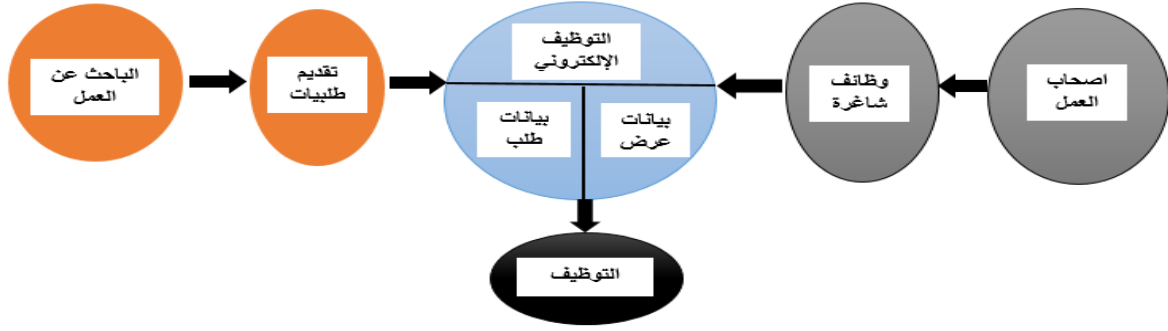 اصحاب
العمل
وظائف
شاغرة
التوظيف
الإلكتروني
بيانات
عرض
بيانات
طلب
تقديم
طلبيات
الباحث عن
العمل
التوظيف